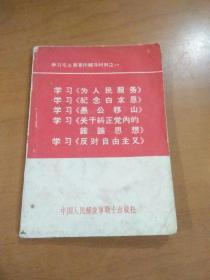 学习毛主席著作辅导材料之一
学习《为人民服务》
学习《纪念白求恩》
学习《愚公移山》
学习《关于纠正党内的
错误思想》
学习《反对自由主义》
中国人民解放军战士出版社